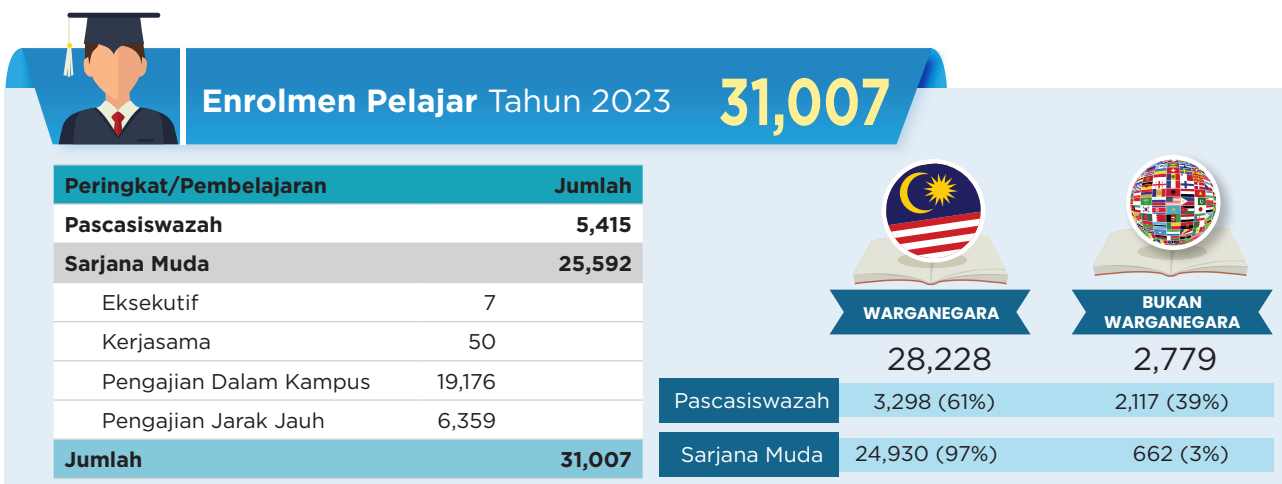 Enrolmen Pelajar Tahun 2023 31,007
Peringkat/Pembelajaran Jumlah
Pascasiswazah 5,415
Sarjana Muda 25,592
Eksekutif 7
Kerjasama 50
Pengajian Dalam Kampus 19,176
Pengajian Jarak Jauh 6,359
Jumlah 31,007
WARGANEGARA
BUKAN
WARGANEGARA
28,228 2,779
Pascasiswazah 3,298 (61%) 2,117 (39%)
Sarjana Muda 24,930 (97%) 662 (3%)